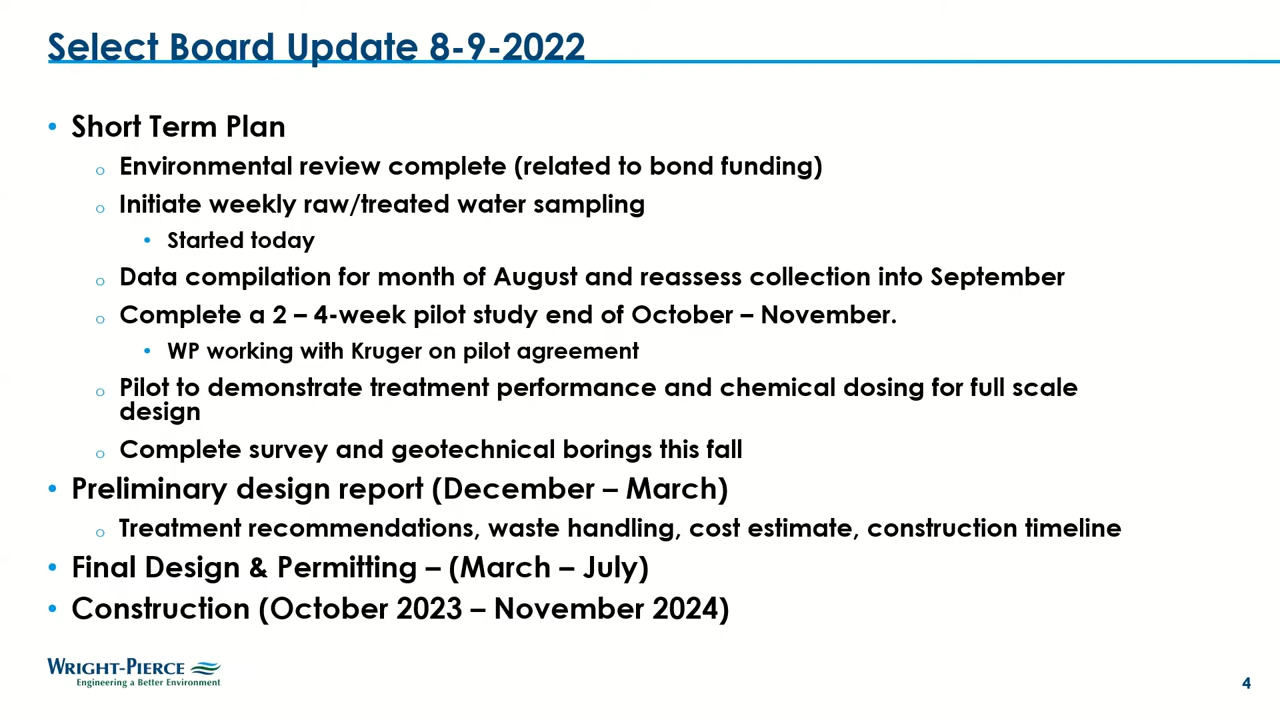 Select Board Update 8-9-2022
• Short Term Plan
o Environmental review complete (related to bond funding)
o Initiate weekly raw/treated water sampling
• Started today
o Data compilation for month of August and reassess collection into September
o Complete a 2 – 4-week pilot study end of October – November.
• WP working with Kruger on pilot agreement
o Pilot to demonstrate treatment performance and chemical dosing for full scale
design
o Complete survey and geotechnical borings this fall
• Preliminary design report (December – March)
o Treatment recommendations, waste handling, cost estimate, construction timeline
• Final Design & Permitting – (March – July)
• Construction (October 2023 – November 2024)
WRIGHT-PIERCE
Engineering a Better Environment
4